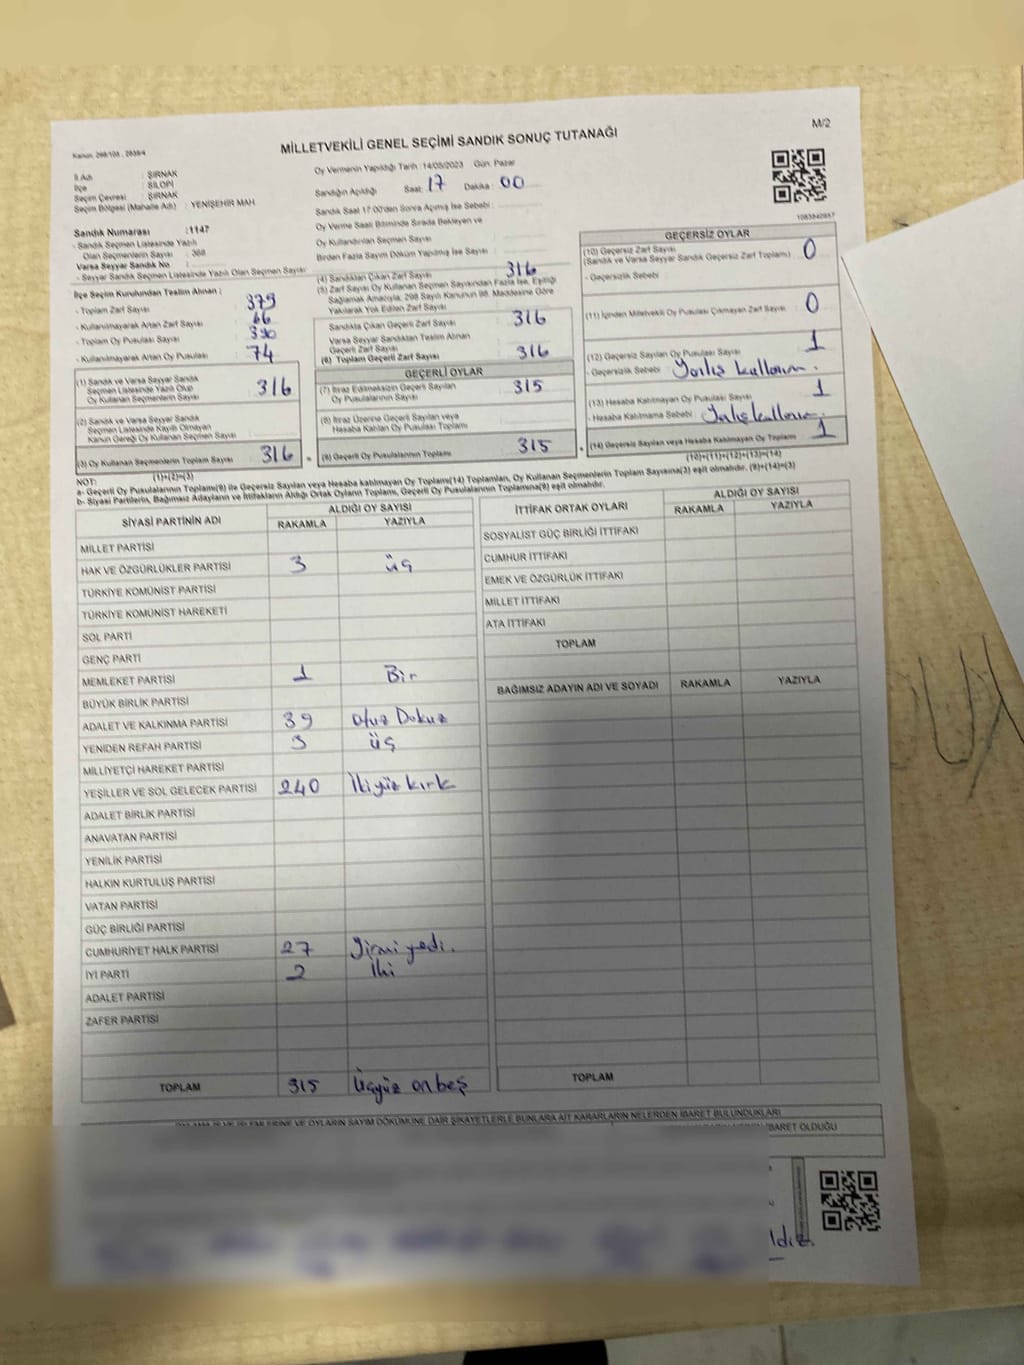 MİLLETVEKİLİ GENEL SEÇİMİ SANDIK SONUÇ TUTANAĞI
M/2
İl Adı : ŞIRNAK
İlçe : SİLOPİ
Seçim Çevresi : ŞIRNAK
Seçim Bölgesi (Mahalle Adı) : YENİŞEHİR MAH.
Sandık Numarası : 1147
- Sandık Seçmen Listesinde Yazılı
Olan Seçmenlerin Sayısı : 368
Varsa Seyyar Sandık No :
- Seyyar Sandık Seçmen Listesinde Yazılı Olan Seçmen Sayısı :
İlçe Seçim Kurulundan Teslim Alınan :
- Toplam Zarf Sayısı : 379
- Kullanılmayarak Artan Zarf Sayısı : 66
- Toplam Oy Pusulası Sayısı : 390
- Kullanılmayarak Artan Oy Pusulası : 74
(1) Sandık ve Varsa Seyyar Sandık
Seçmen Listesinde Yazılı Olup
Oy Kullanan Seçmenlerin Sayısı : 316
(2) Sandık ve Varsa Seyyar Sandık
Seçmen Listesinde Kayıtlı Olmayan
Kanun Gereği Oy Kullanan Seçmen Sayısı :
(3) Oy Kullanan Seçmenlerin Toplam Sayısı : 316
(1)+(2)=(3)
Oy Vermenin Yapıldığı Tarih : 14/05/2023 Gün: Pazar
Sandığın Açıldığı Saat: 17 Dakika : 00
Sandık Saat 17:00'den Sonra Açılmış İse Sebebi :
Oy Verme Saati Bitiminde Sırada Bekleyen ve
Oy Kullandırılan Seçmen Sayısı
Birden Fazla Sayım Döküm Yapılmış İse Sayısı :
(4) Sandıktan Çıkan Zarf Sayısı : 316
(5) Zarf Sayısı Oy Kullanan Seçmen Sayısından Fazla İse, Eşitliği
Sağlamak Amacıyla, 298 Sayılı Kanunun 98. Maddesine Göre
Yakılarak Yok Edilen Zarf Sayısı :
Sandıkta Çıkan Geçerli Zarf Sayısı : 316
Varsa Seyyar Sandıktan Teslim Alınan
Geçerli Zarf Sayısı :
(6) Toplam Geçerli Zarf Sayısı : 316
GEÇERLİ OYLAR
(7) İtiraz Edilmeksizin Geçerli Sayılan
Oy Pusulalarının Sayısı : 315
(8) İtiraz Üzerine Geçerli Sayılan veya
Hesaba Katılan Oy Pusulası Toplamı :
(9) Geçerli Oy Pusulalarının Toplamı : 315
GEÇERSİZ OYLAR
(10) Geçersiz Zarf Sayısı
(Sandık ve Varsa Seyyar Sandık Geçersiz Zarf Toplamı) : 0
- Geçersizlik Sebebi :
(11) İçinden Milletvekili Oy Pusulası Çıkmayan Zarf Sayısı : 0
(12) Geçersiz Sayılan Oy Pusulası Sayısı : 1
- Geçersizlik Sebebi : Yanlış kullanım.
(13) Hesaba Katılmayan Oy Pusulası Sayısı : 1
- Hesaba Katılmama Sebebi :
(14) Geçersiz Sayılan veya Hesaba Katılmayan Oy Toplamı : 1
(10)+(11)+(12)+(13)=(14)
NOT:
a- Geçerli Oy Pusulalarının Toplamı(9) ile Geçersiz Sayılan veya Hesaba katılmayan Oy Toplamı(14) Toplamları, Oy Kullanan Seçmenlerin Toplam Sayısına(3) eşit olmalıdır. (9)+(14)=(3)
b- Siyasi Partilerin, Bağımsız Adayların ve İttifakların Aldığı Ortak Oyların Toplamı, Geçerli Oy Pusulalarının Toplamına(9) eşit olmalıdır.
SİYASİ PARTİNİN ADI ALDIĞI OY SAYISI
RAKAMLA YAZIYLA
MİLLET PARTİSİ
HAK VE ÖZGÜRLÜKLER PARTİSİ 3 üç
TÜRKİYE KOMÜNİST PARTİSİ
TÜRKİYE KOMÜNİST HAREKETİ
SOL PARTİ
GENÇ PARTİ
MEMLEKET PARTİSİ 1 Bir
BÜYÜK BİRLİK PARTİSİ
ADALET VE KALKINMA PARTİSİ 39 Otuz Dokuz
YENİDEN REFAH PARTİSİ 3 üç
MİLLİYETÇİ HAREKET PARTİSİ
YEŞİLLER VE SOL GELECEK PARTİSİ 240 İkiyüz kırk
ADALET BİRLİK PARTİSİ
ANAVATAN PARTİSİ
YENİLİK PARTİSİ
HALKIN KURTULUŞ PARTİSİ
VATAN PARTİSİ
GÜÇ BİRLİĞİ PARTİSİ
CUMHURİYET HALK PARTİSİ 27 Yirmi yedi.
İYİ PARTİ 2 İki
ADALET PARTİSİ
ZAFER PARTİSİ
TOPLAM 315 Üçyüz onbeş
İTTİFAK ORTAK OYLARI ALDIĞI OY SAYISI
RAKAMLA YAZIYLA
SOSYALİST GÜÇ BİRLİĞİ İTTİFAKI
CUMHUR İTTİFAKI
EMEK VE ÖZGÜRLÜK İTTİFAKI
MİLLET İTTİFAKI
ATA İTTİFAKI
TOPLAM
BAĞIMSIZ ADAYIN ADI VE SOYADI RAKAMLA YAZIYLA
TOPLAM
OYLARIN SAYIM DÖKÜMÜNE DAİR ŞİKAYETLERLE BUNLARA AİT KARARLARIN NELERDEN İBARET BULUNDUKLARI
İBARET OLDUĞU